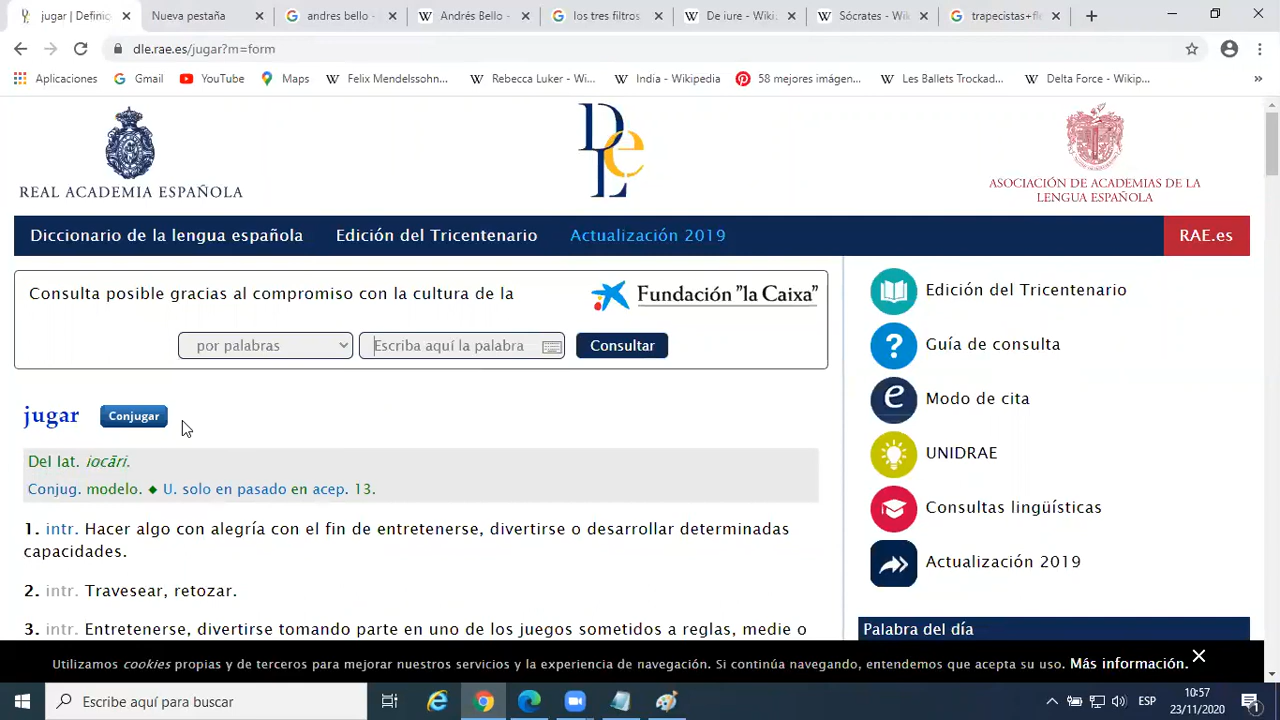 jugar | Definic
Nueva pestaña
andres bello -
Andrés Bello -
los tres filtros
De iure - Wiki
Sócrates - Wik
trapecistas+fl
dle.rae.es/jugar?m=form
Aplicaciones
Gmail
YouTube
Maps
Felix Mendelssohn...
Rebecca Luker - Wi...
India - Wikipedia
58 mejores imágen...
Les Ballets Trockad...
Delta Force - Wikip...
REAL ACADEMIA ESPAÑOLA
DLe
ASOCIACIÓN DE ACADEMIAS DE LA
LENGUA ESPAÑOLA
Diccionario de la lengua española
Edición del Tricentenario
Actualización 2019
RAE.es
Consulta posible gracias al compromiso con la cultura de la
Fundación "la Caixa"
por palabras
Escriba aquí la palabra
Consultar
jugar
Conjugar
Del lat. iocāri.
Conjug. modelo. ◆ U. solo en pasado en acep. 13.
1. intr. Hacer algo con alegría con el fin de entretenerse, divertirse o desarrollar determinadas
capacidades.
2. intr. Travesear, retozar.
3. intr. Entretenerse, divertirse tomando parte en uno de los juegos sometidos a reglas, medie o
Edición del Tricentenario
Guía de consulta
Modo de cita
UNIDRAE
Consultas lingüísticas
Actualización 2019
Palabra del día
Utilizamos cookies propias y de terceros para mejorar nuestros servicios y la experiencia de navegación. Si continúa navegando, entendemos que acepta su uso. Más información.
Escribe aquí para buscar
ESP
10:57
23/11/2020